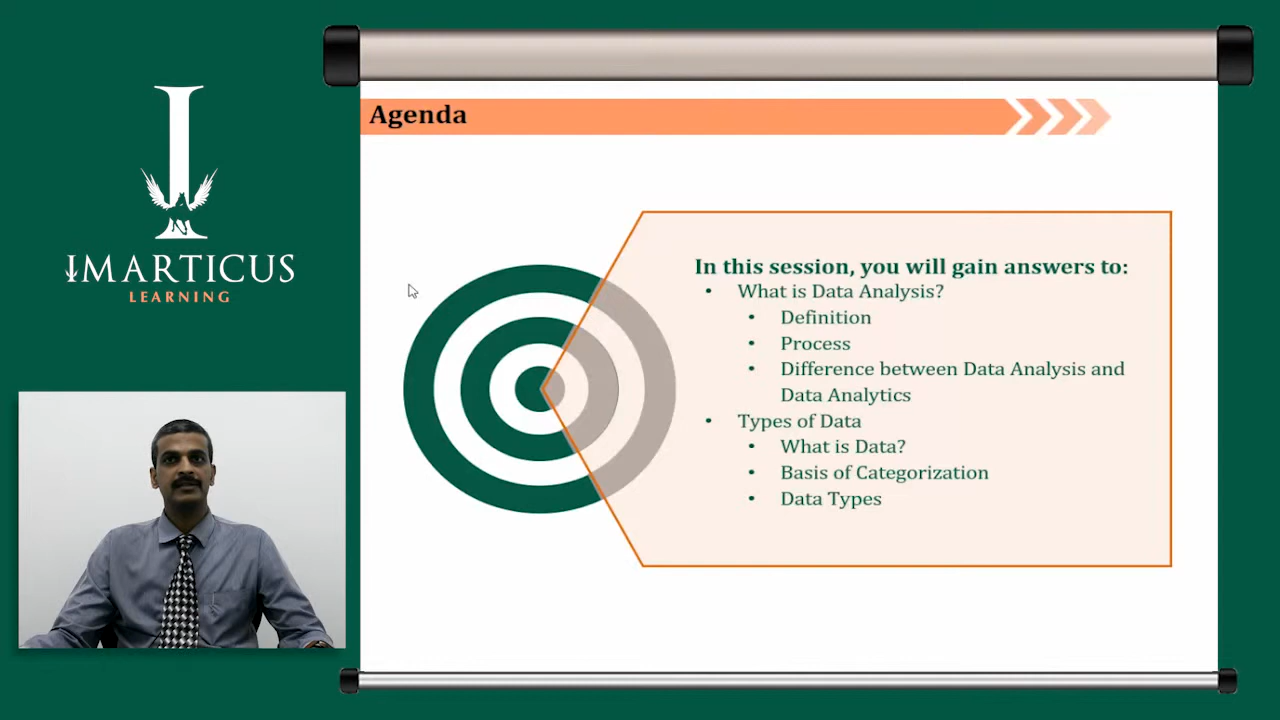 IMARTICUS
LEARNING
Agenda
In this session, you will gain answers to:
• What is Data Analysis?
• Definition
• Process
• Difference between Data Analysis and
Data Analytics
• Types of Data
• What is Data?
• Basis of Categorization
• Data Types